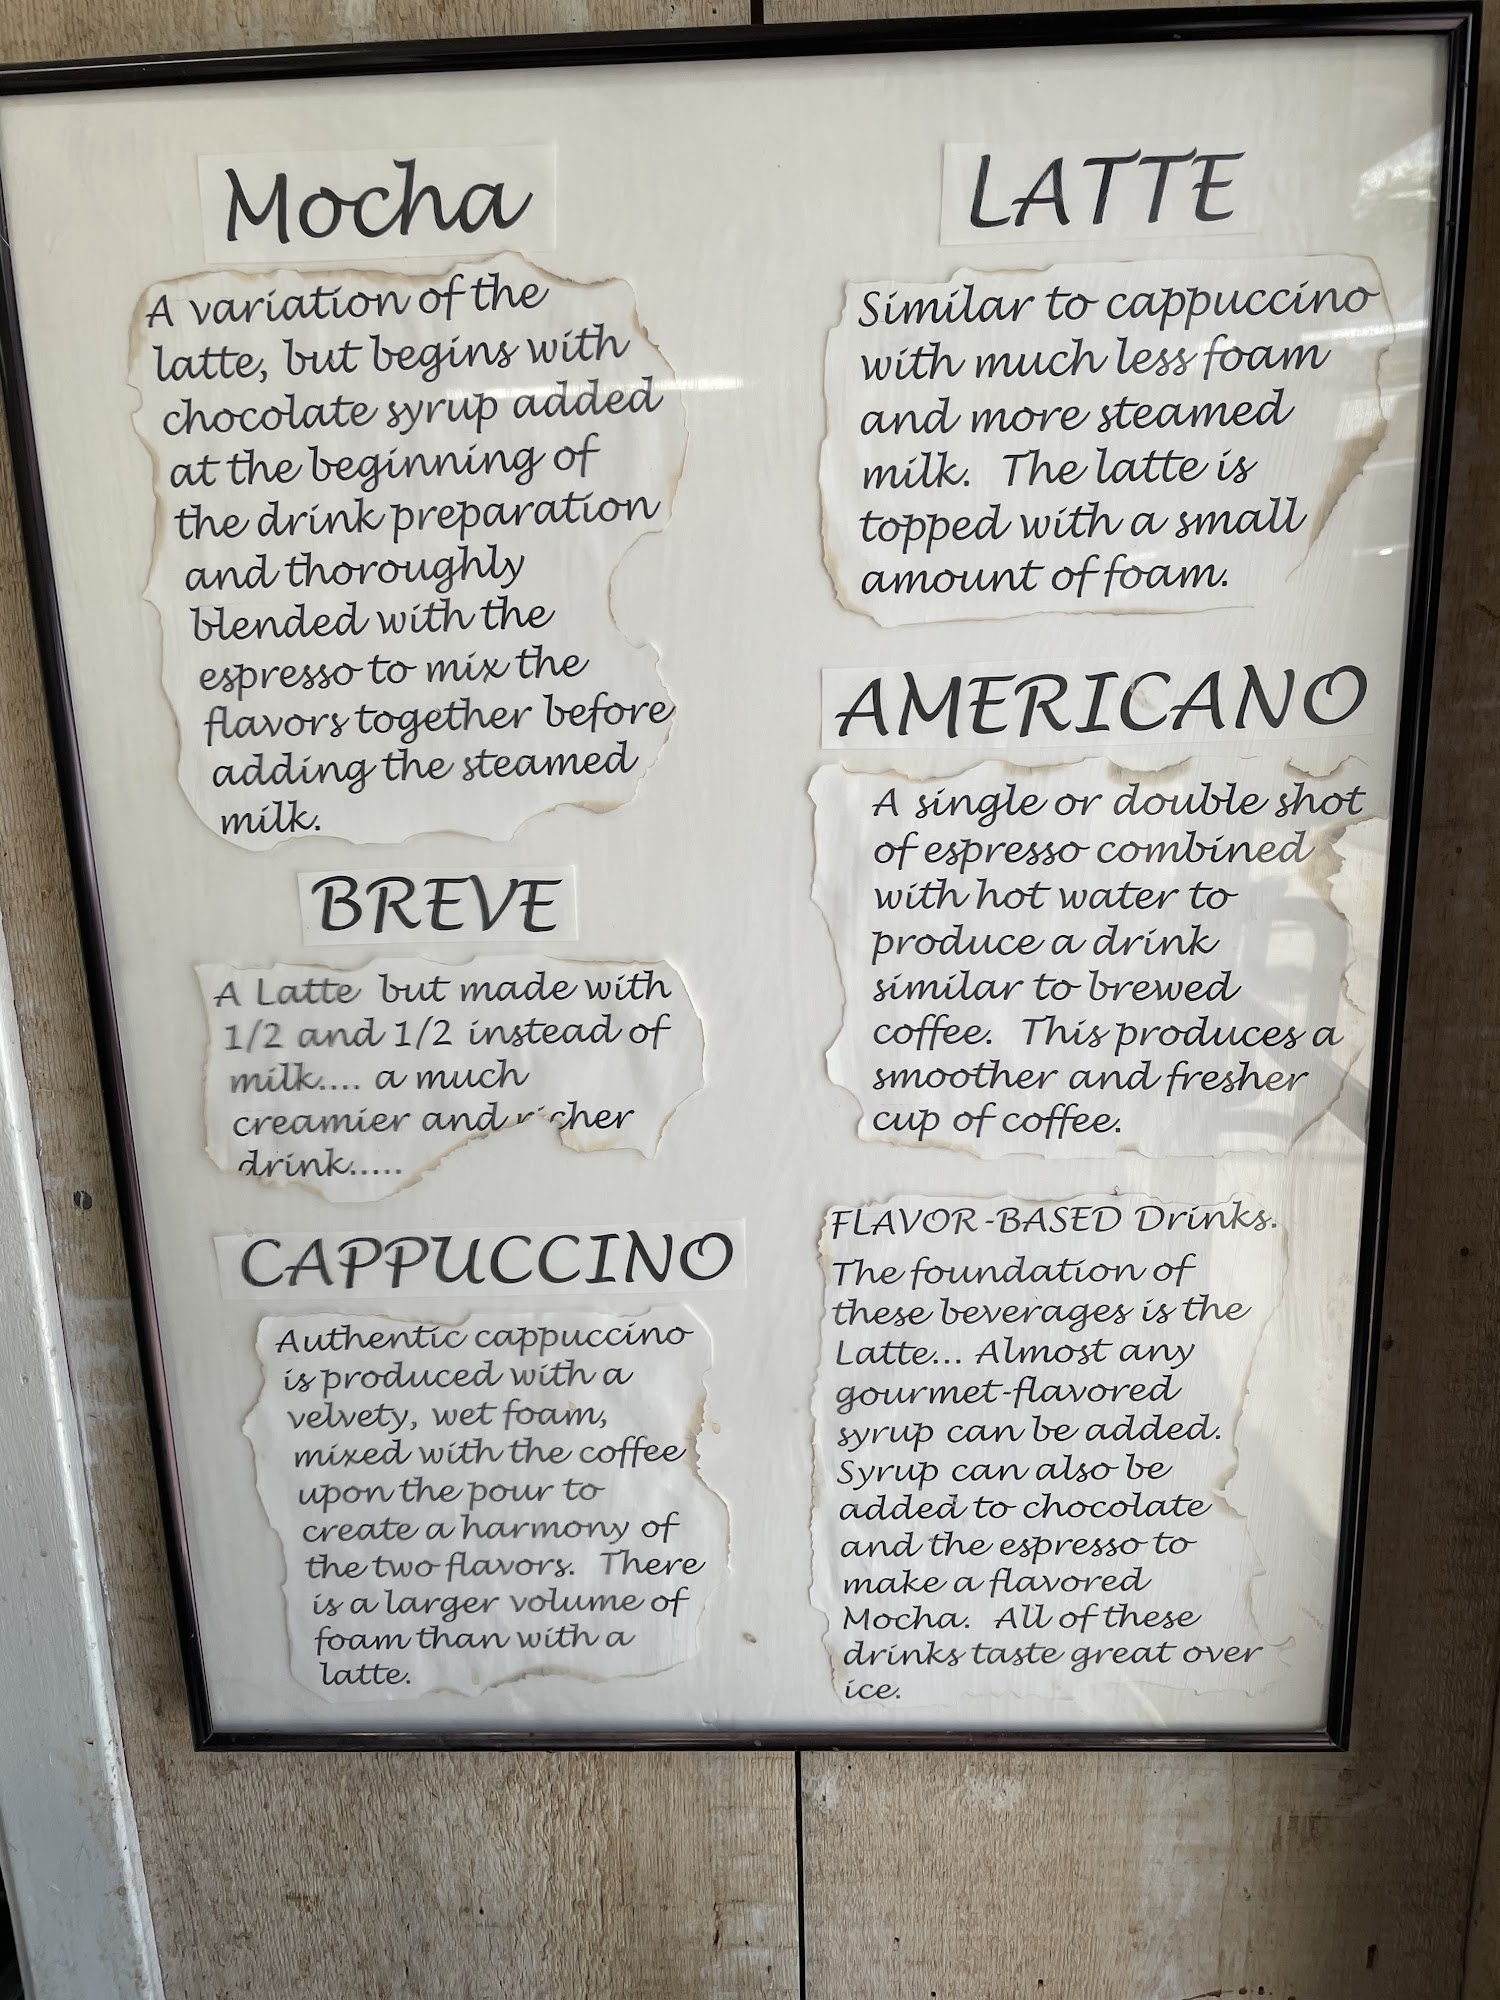 Mocha
A variation of the
latte, but begins with
chocolate syrup added
at the beginning of
the drink preparation
and thoroughly
blended with the
espresso to mix the
flavors together before
adding the steamed
milk.
BREVE
A Latte but made with
1/2 and 1/2 instead of
milk.... a much
creamier and richer
drink.....
CAPPUCCINO
Authentic cappuccino
is produced with a
velvety, wet foam,
mixed with the coffee
upon the pour to
create a harmony of
the two flavors. There
is a larger volume of
foam than with a
latte.
LATTE
Similar to cappuccino
with much less foam
and more steamed
milk. The latte is
topped with a small
amount of foam.
AMERICANO
A single or double shot
of espresso combined
with hot water to
produce a drink
similar to brewed
coffee. This produces a
smoother and fresher
cup of coffee.
FLAVOR-BASED Drinks.
The foundation of
these beverages is the
Latte... Almost any
gourmet-flavored
syrup can be added.
Syrup can also be
added to chocolate
and the espresso to
make a flavored
Mocha. All of these
drinks taste great over
ice.